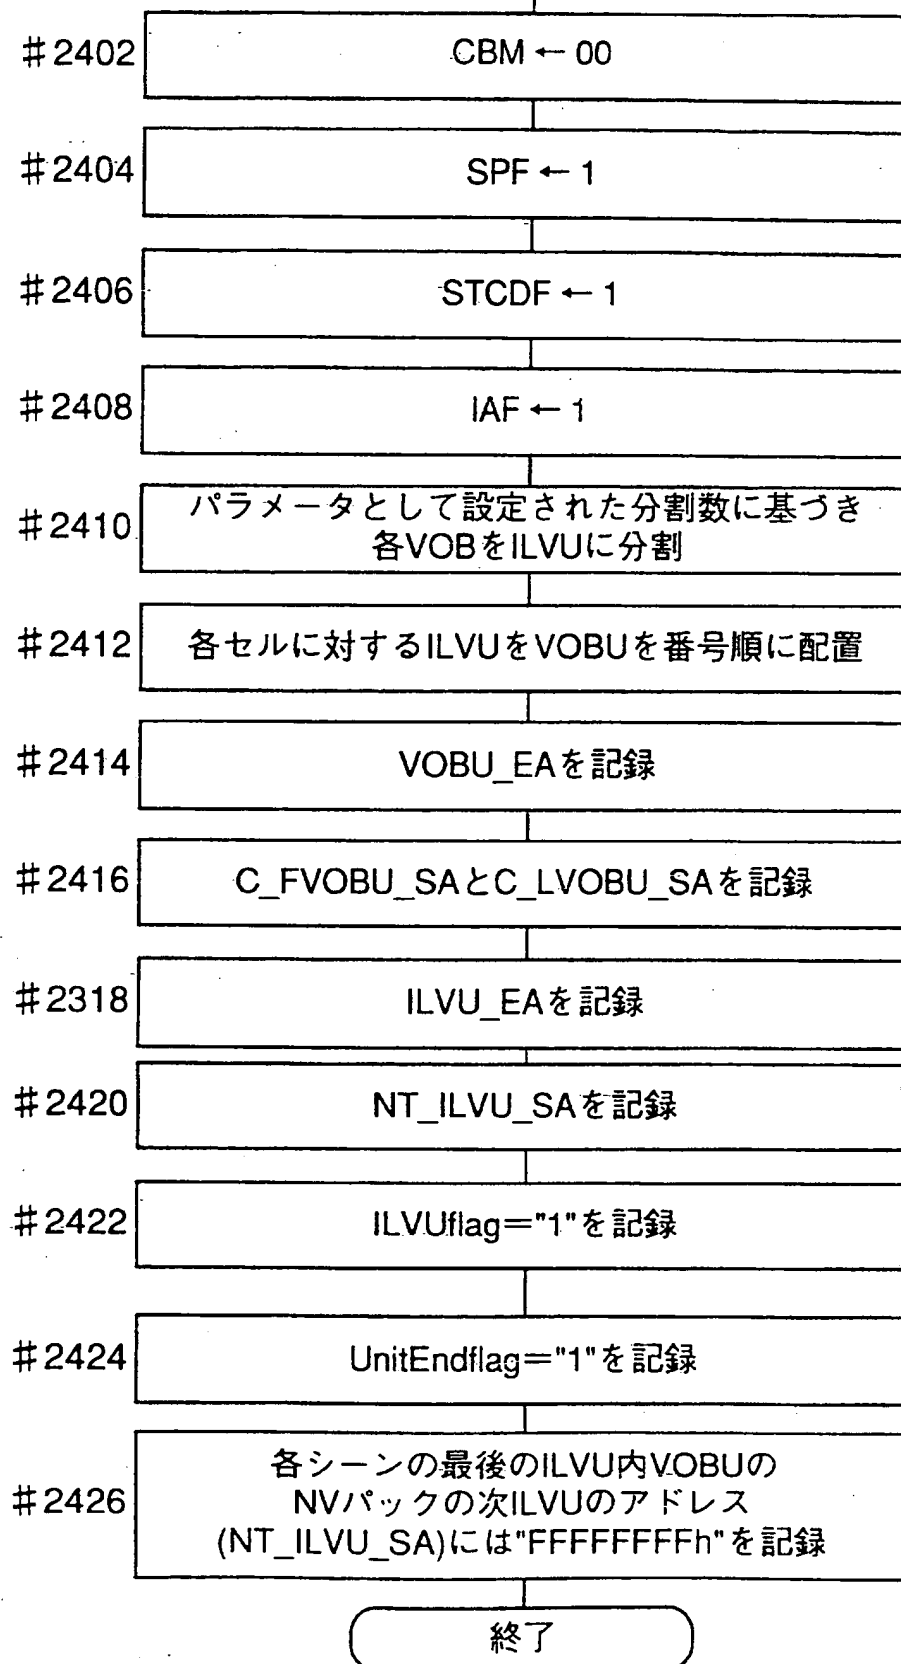 #2402 CBM ← 00
#2404 SPF ← 1
#2406 STCDF ← 1
#2408 IAF ← 1
#2410 パラメータとして設定された分割数に基づき
各VOBをILVUに分割
#2412 各セルに対するILVUをVOBUを番号順に配置
#2414 VOBU_EAを記録
#2416 C_FVOBU_SAとC_LVOBU_SAを記録
#2318 ILVU_EAを記録
#2420 NT_ILVU_SAを記録
#2422 ILVUflag="1"を記録
#2424 UnitEndflag="1"を記録
#2426 各シーンの最後のILVU内VOBUの
NVパックの次ILVUのアドレス
(NT_ILVU_SA)には"FFFFFFFFh"を記録
終了